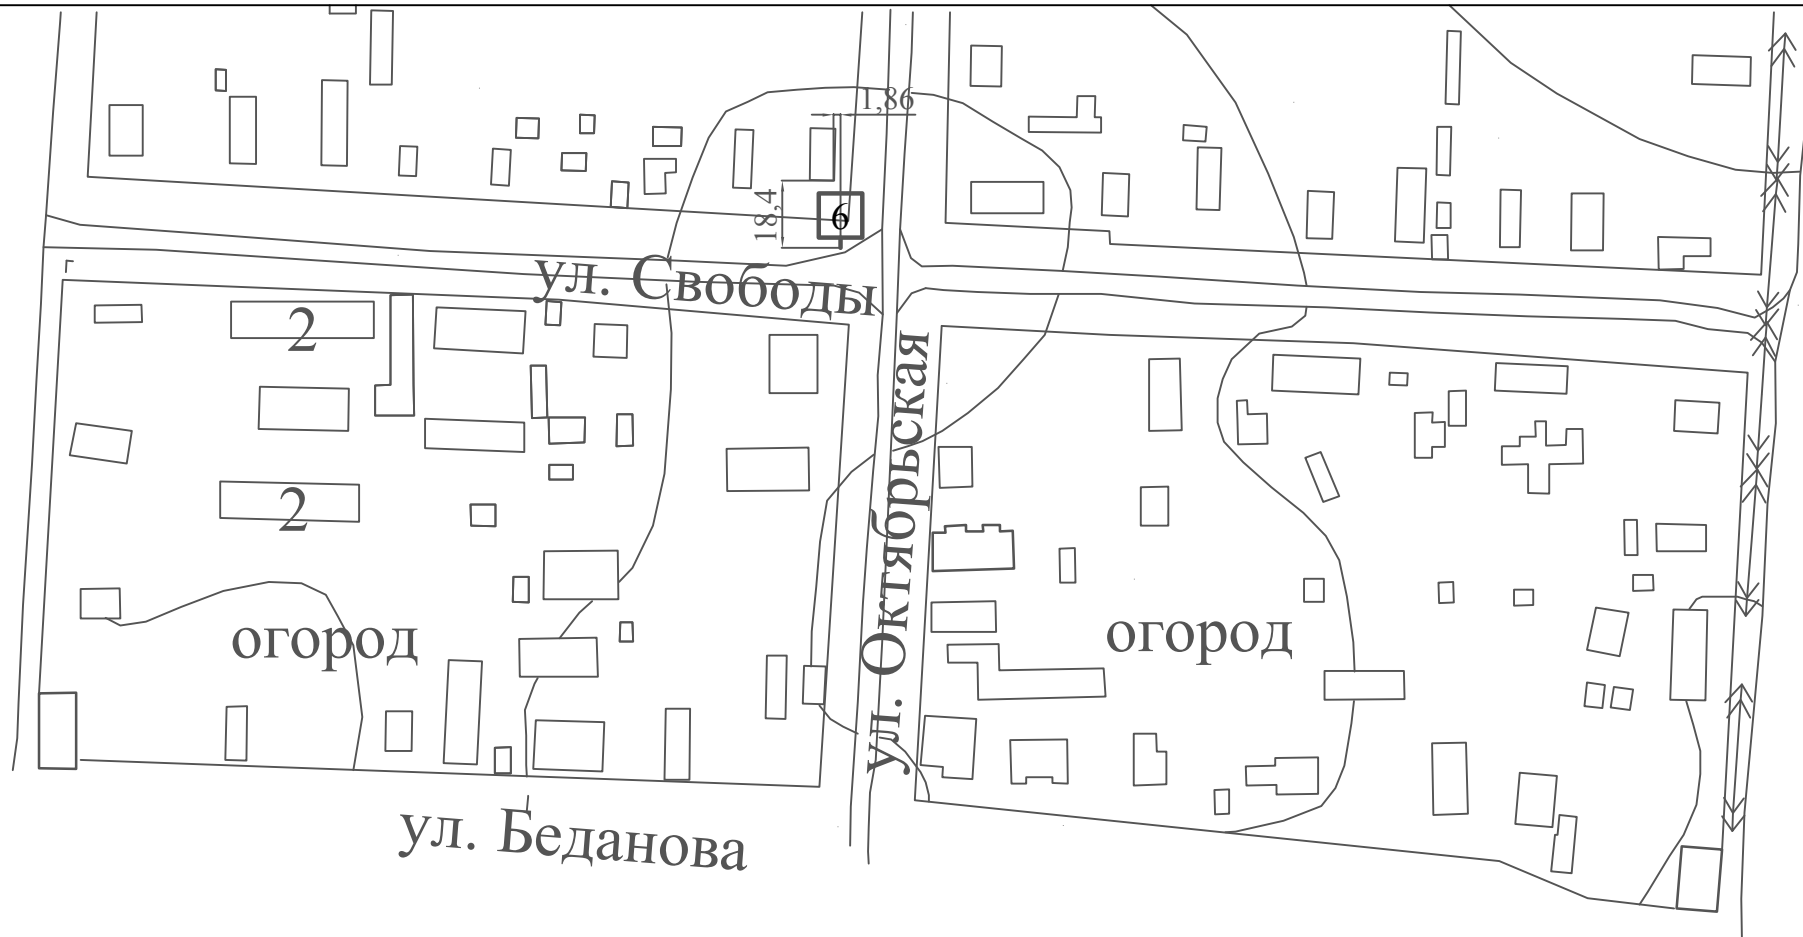 1,86
18,4
6
ул. Свободы
2
2
ул. Октябрьская
огород
огород
ул. Беданова